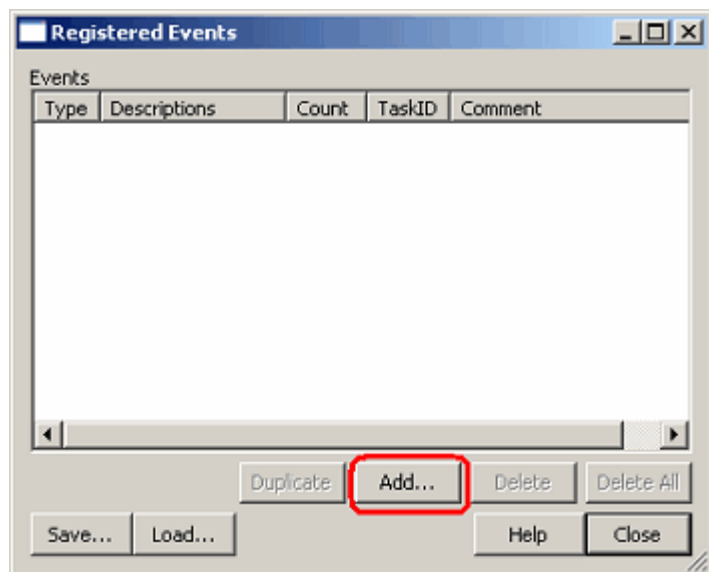 Registered Events
Events
Type Descriptions Count TaskID Comment
Duplicate Add... Delete Delete All
Save... Load... Help Close